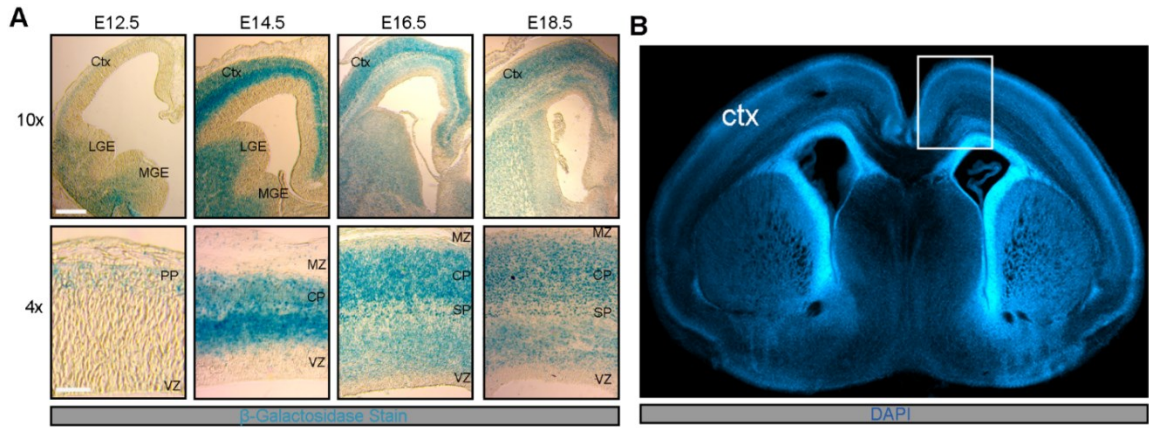 A
E12.5 E14.5 E16.5 E18.5
B
10x
Ctx
LGE
MGE
Ctx
LGE
MGE
Ctx
Ctx
ctx
4x
PP
VZ
MZ
CP
VZ
MZ
CP
SP
VZ
MZ
CP
SP
VZ
β-Galactosidase Stain
DAPI